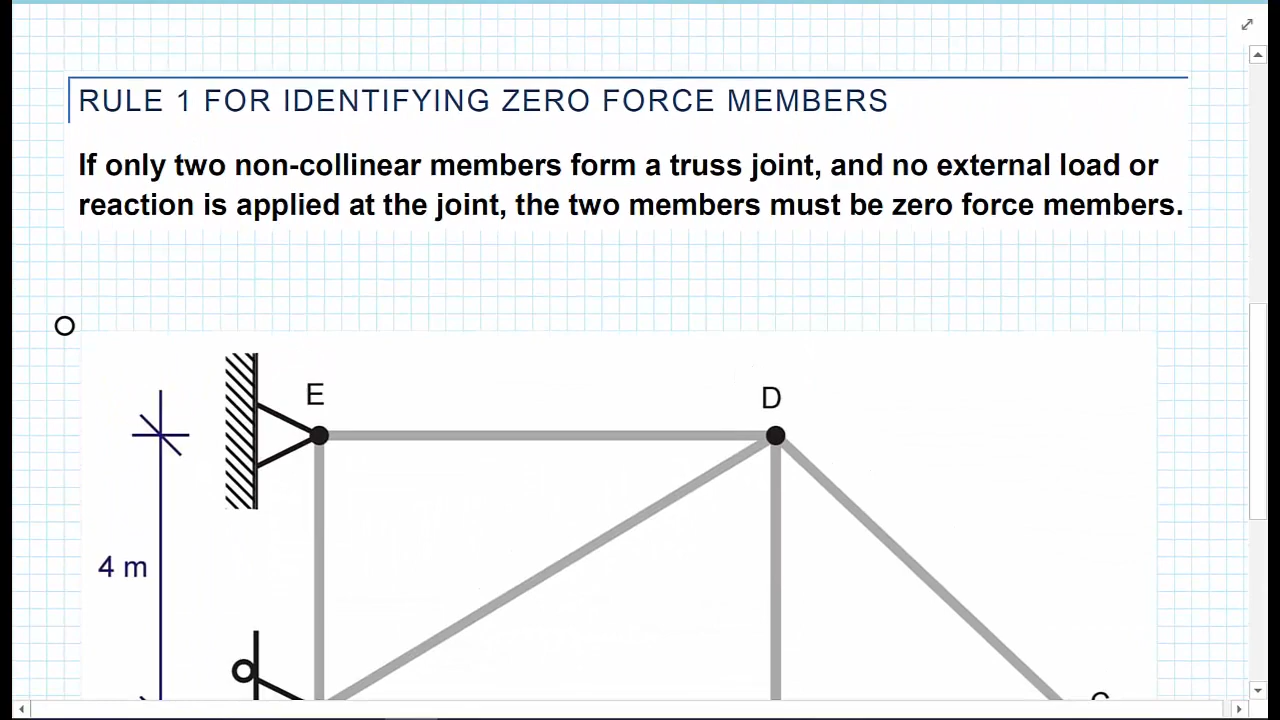 RULE 1 FOR IDENTIFYING ZERO FORCE MEMBERS
If only two non-collinear members form a truss joint, and no external load or
reaction is applied at the joint, the two members must be zero force members.
E
D
4 m